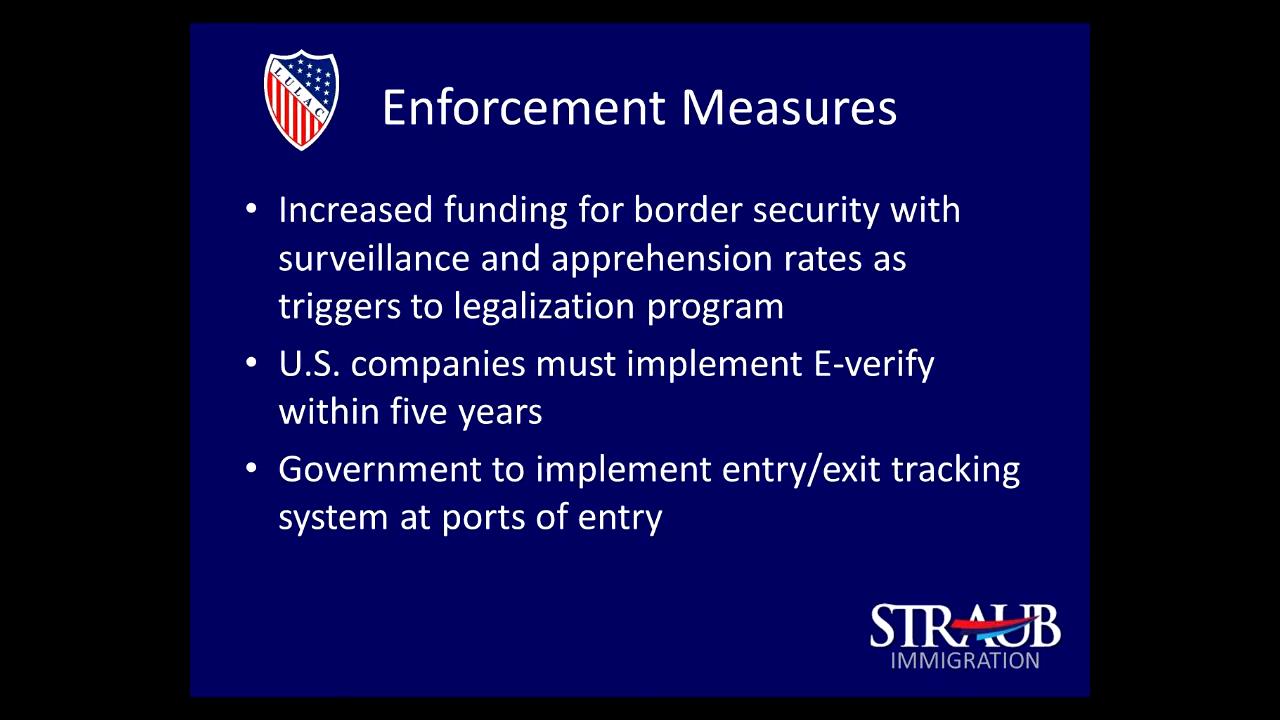 LULAC
Enforcement Measures
• Increased funding for border security with
surveillance and apprehension rates as
triggers to legalization program
• U.S. companies must implement E-verify
within five years
• Government to implement entry/exit tracking
system at ports of entry
STRAUB
IMMIGRATION